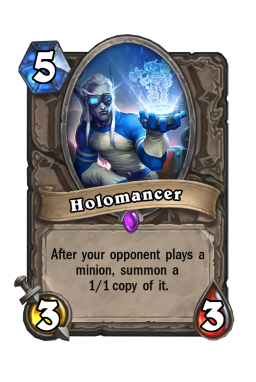 5
Holomancer
After your opponent plays a
minion, summon a
1/1 copy of it.
3
3